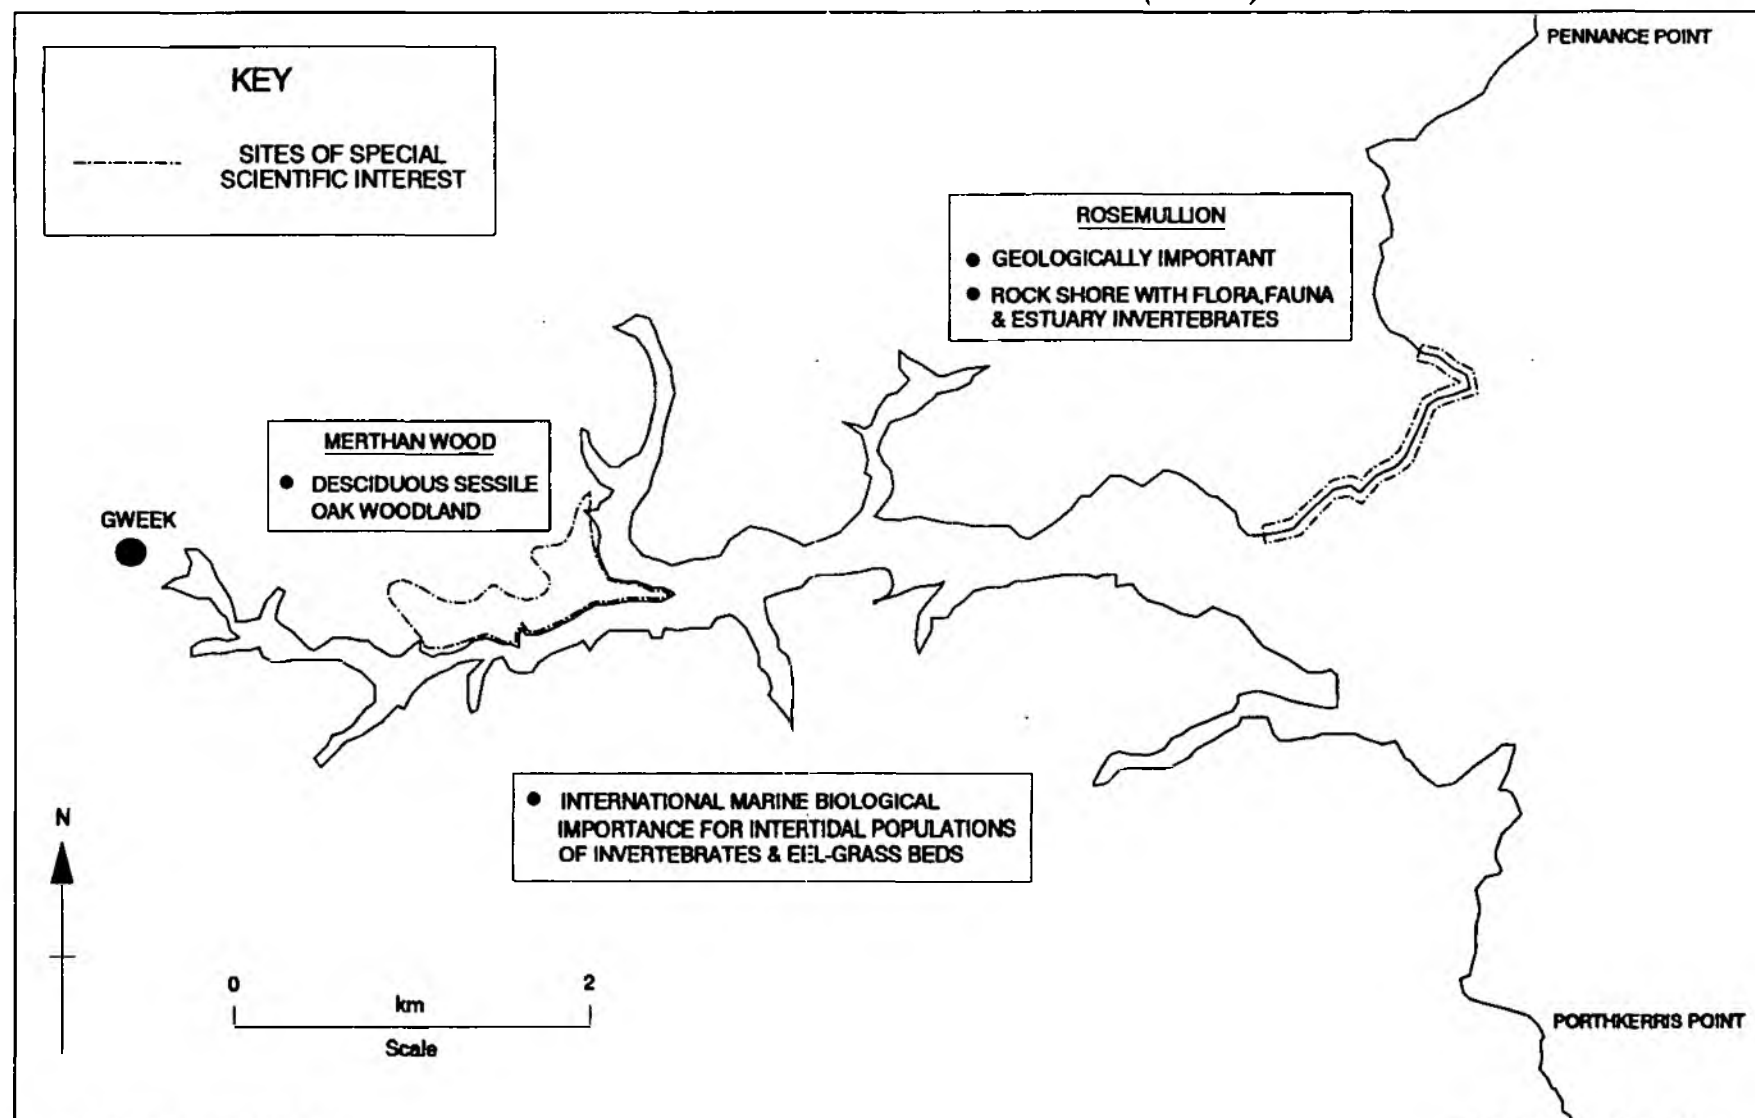 PENNANCE POINT
KEY
SITES OF SPECIAL
SCIENTIFIC INTEREST
ROSEMULLION
● GEOLOGICALLY IMPORTANT
● ROCK SHORE WITH FLORA,FAUNA
& ESTUARY INVERTEBRATES
MERTHAN WOOD
● DESCIDUOUS SESSILE
OAK WOODLAND
GWEEK
● INTERNATIONAL MARINE BIOLOGICAL
IMPORTANCE FOR INTERTIDAL POPULATIONS
OF INVERTEBRATES & EEL-GRASS BEDS
N
0 2
km
Scale
PORTHKERRIS POINT